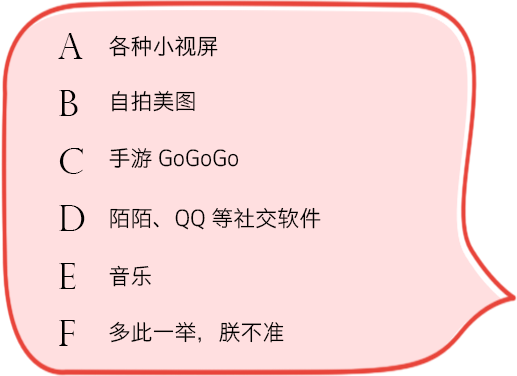 A 各种小视屏
B 自拍美图
C 手游 GoGoGo
D 陌陌、QQ 等社交软件
E 音乐
F 多此一举，朕不准